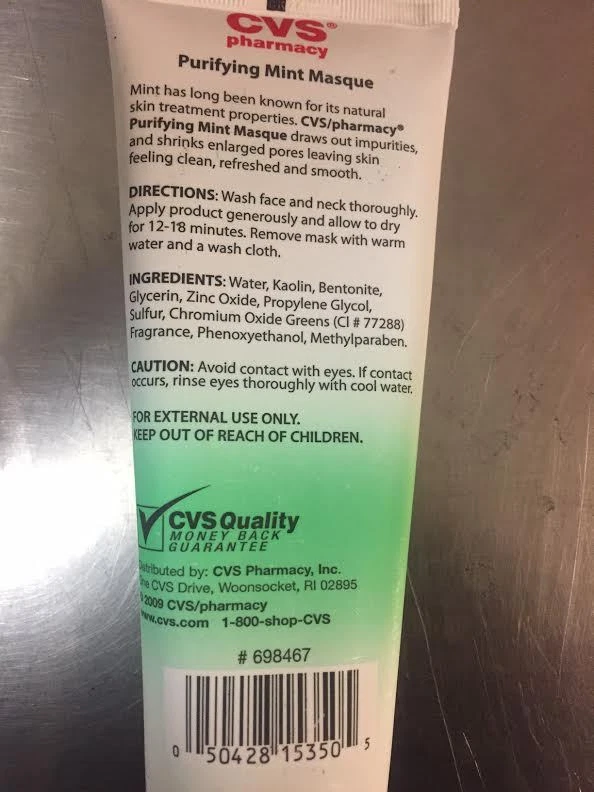 CVS®
pharmacy
Purifying Mint Masque
Mint has long been known for its natural
skin treatment properties. CVS/pharmacy®
Purifying Mint Masque draws out impurities,
and shrinks enlarged pores leaving skin
feeling clean, refreshed and smooth.
DIRECTIONS: Wash face and neck thoroughly.
Apply product generously and allow to dry
for 12-18 minutes. Remove mask with warm
water and a wash cloth.
INGREDIENTS: Water, Kaolin, Bentonite,
Glycerin, Zinc Oxide, Propylene Glycol,
Sulfur, Chromium Oxide Greens (CI # 77288)
Fragrance, Phenoxyethanol, Methylparaben.
CAUTION: Avoid contact with eyes. If contact
occurs, rinse eyes thoroughly with cool water.
FOR EXTERNAL USE ONLY.
KEEP OUT OF REACH OF CHILDREN.
CVS Quality
MONEY BACK
GUARANTEE
Distributed by: CVS Pharmacy, Inc.
One CVS Drive, Woonsocket, RI 02895
© 2009 CVS/pharmacy
www.cvs.com 1-800-shop-CVS
# 698467
0 50428 15350 5